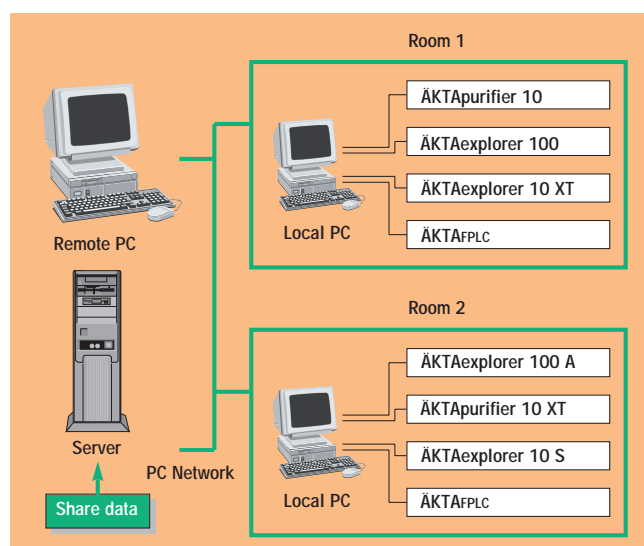 Room 1
ÄKTApurifier 10
ÄKTAexplorer 100
ÄKTAexplorer 10 XT
ÄKTAFPLC
Local PC
Remote PC
Room 2
ÄKTAexplorer 100 A
ÄKTApurifier 10 XT
ÄKTAexplorer 10 S
ÄKTAFPLC
Local PC
Server
PC Network
Share data